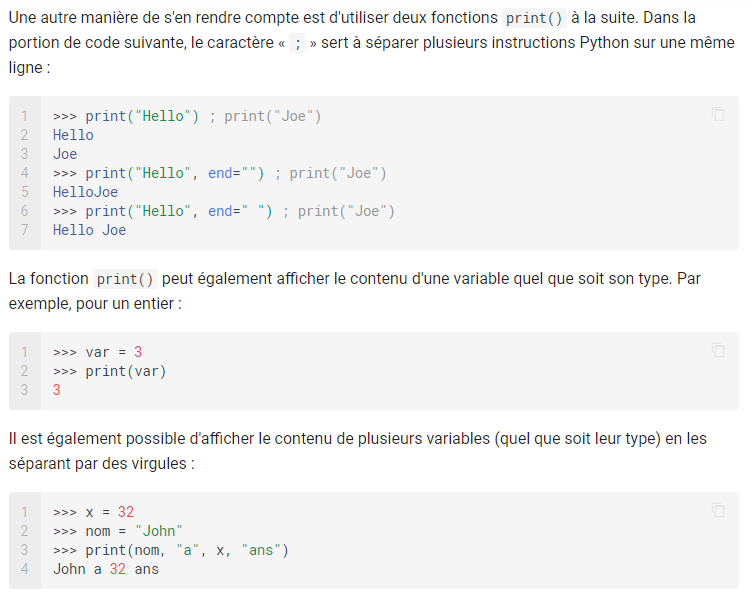 Une autre manière de s'en rendre compte est d'utiliser deux fonctions print() à la suite. Dans la
portion de code suivante, le caractère « ; » sert à séparer plusieurs instructions Python sur une même
ligne :
1 >>> print("Hello") ; print("Joe")
2 Hello
3 Joe
4 >>> print("Hello", end="") ; print("Joe")
5 HelloJoe
6 >>> print("Hello", end=" ") ; print("Joe")
7 Hello Joe
La fonction print() peut également afficher le contenu d'une variable quel que soit son type. Par
exemple, pour un entier :
1 >>> var = 3
2 >>> print(var)
3 3
Il est également possible d'afficher le contenu de plusieurs variables (quel que soit leur type) en les
séparant par des virgules :
1 >>> x = 32
2 >>> nom = "John"
3 >>> print(nom, "a", x, "ans")
4 John a 32 ans